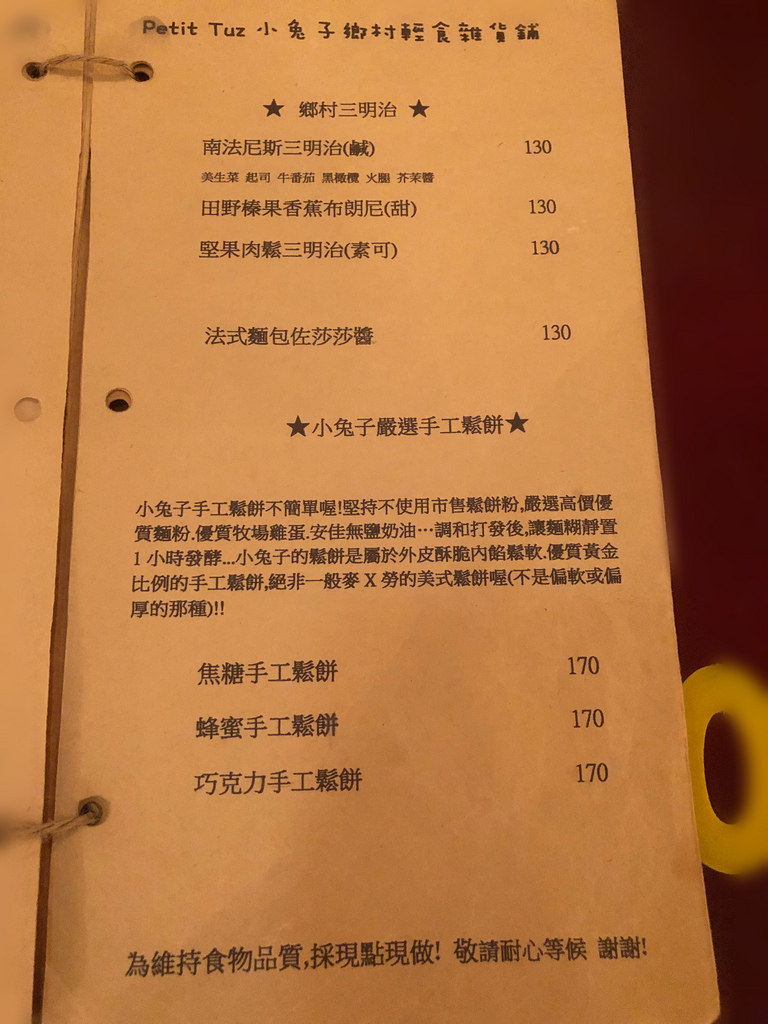 Petit Tuz 小兔子鄉村輕食雜貨舖
★ 鄉村三明治 ★
南法尼斯三明治(鹹) 130
美生菜 起司 牛番茄 黑橄欖 火腿 芥茉醬
田野榛果香蕉布朗尼(甜) 130
堅果肉鬆三明治(素可) 130
法式麵包佐莎莎醬 130
★小兔子嚴選手工鬆餅★
小兔子手工鬆餅不簡單喔!堅持不使用市售鬆餅粉,嚴選高價優
質麵粉.優質牧場雞蛋.安佳無鹽奶油…調和打發後,讓麵糊靜置
1 小時發酵...小兔子的鬆餅是屬於外皮酥脆內餡鬆軟.優質黃金
比例的手工鬆餅,絕非一般麥 X 勞的美式鬆餅喔(不是偏軟或偏
厚的那種)!!
焦糖手工鬆餅 170
蜂蜜手工鬆餅 170
巧克力手工鬆餅 170
為維持食物品質,採現點現做! 敬請耐心等候 謝謝!